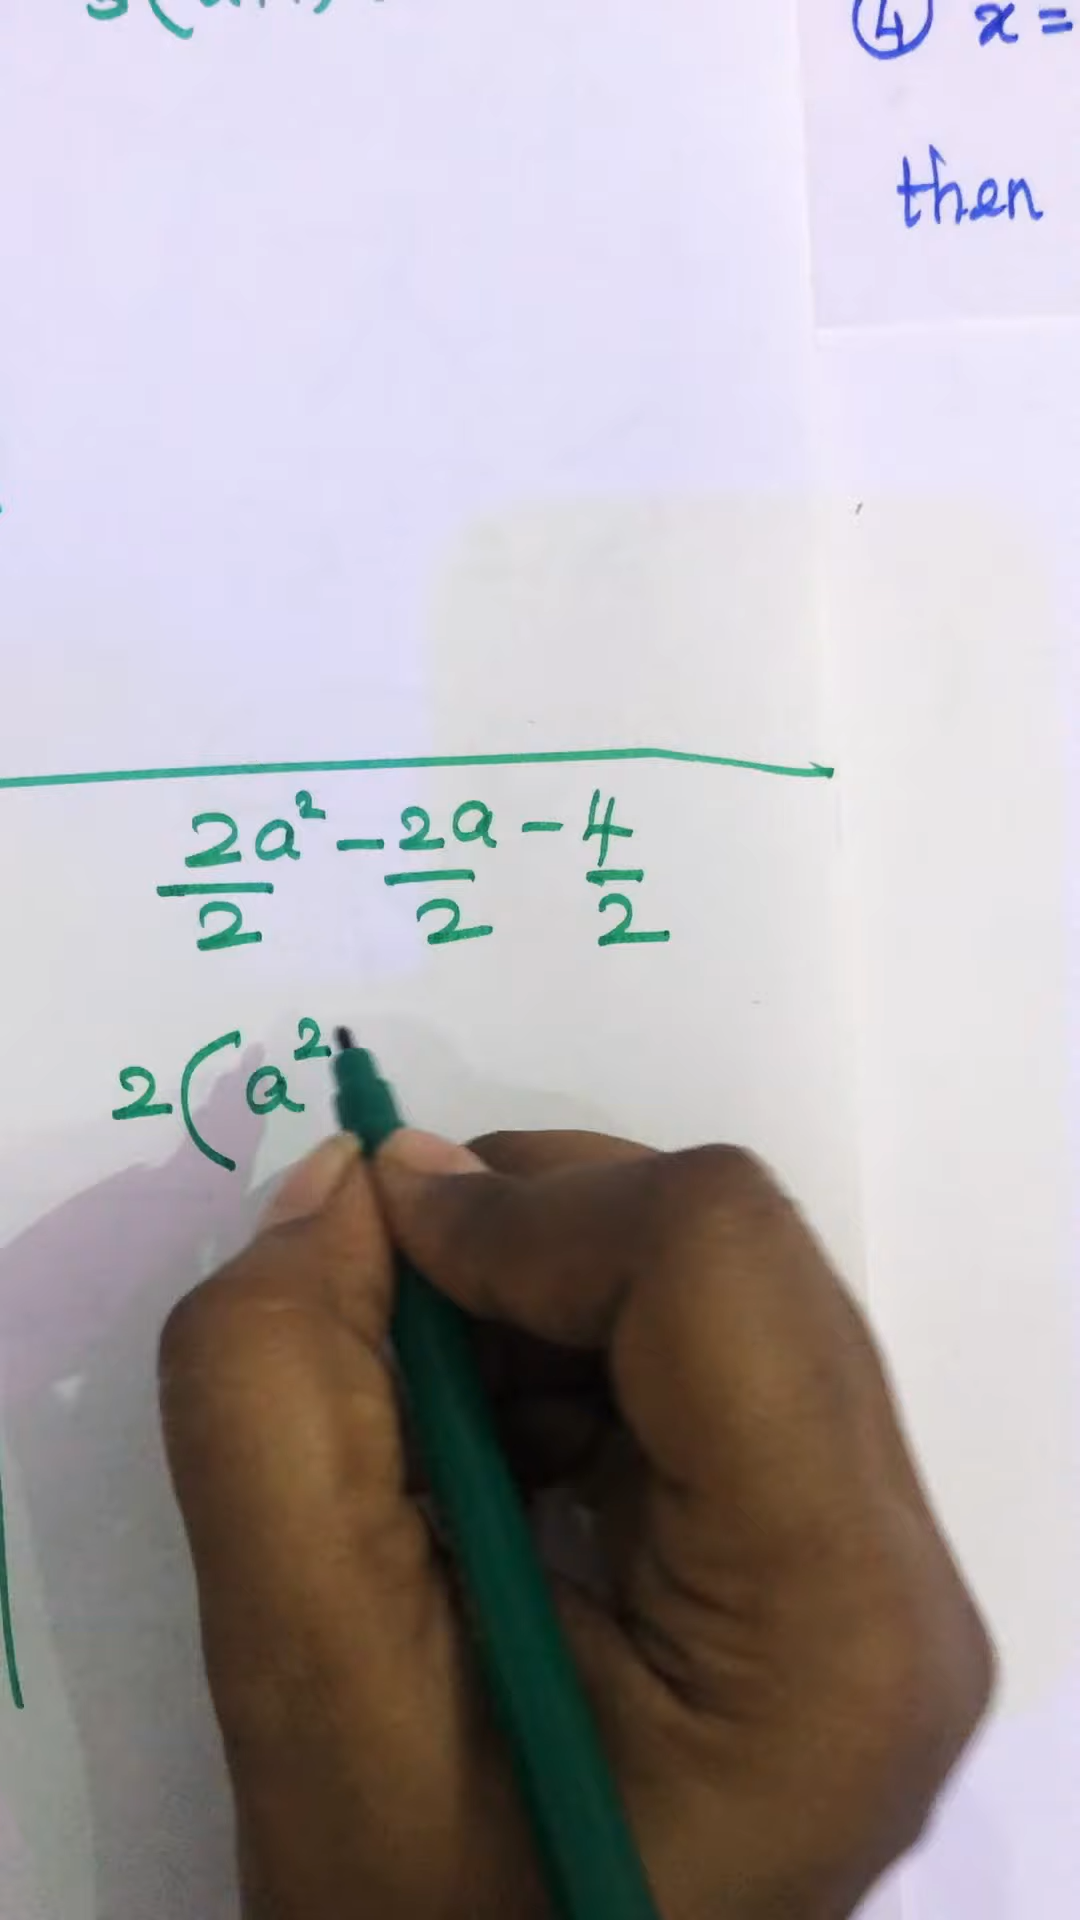 ④ x =
then
2a² - 2a - 4
2 2 2
2(a²